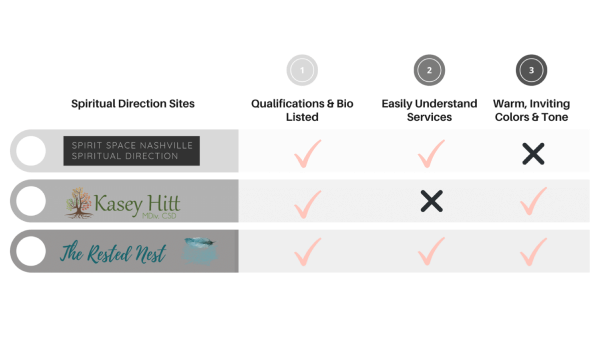 1
2
3
Spiritual Direction Sites
Qualifications & Bio
Listed
Easily Understand
Services
Warm, Inviting
Colors & Tone
SPIRIT SPACE NASHVILLE
SPIRITUAL DIRECTION
Kasey Hitt
MDiv, CSD
The Rested Nest